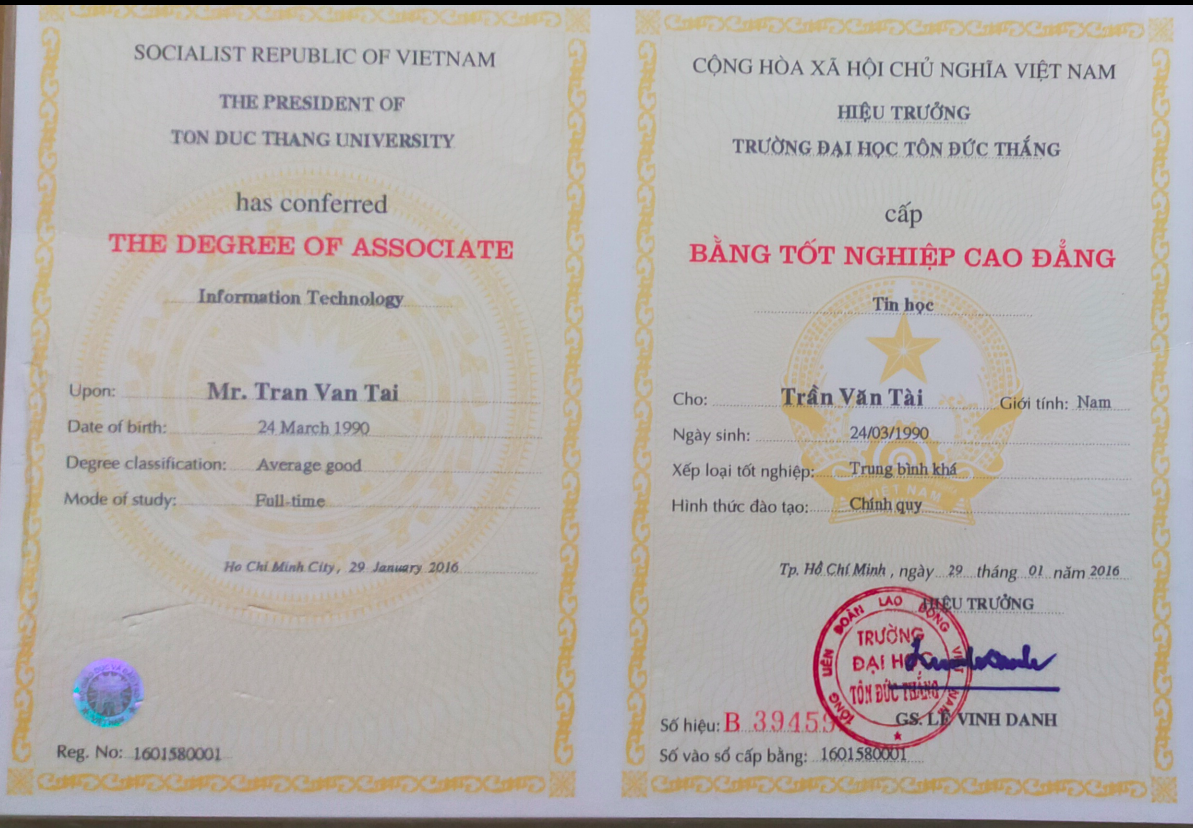 SOCIALIST REPUBLIC OF VIETNAM
THE PRESIDENT OF
TON DUC THANG UNIVERSITY
has conferred
THE DEGREE OF ASSOCIATE
Information Technology
Upon: Mr. Tran Van Tai
Date of birth: 24 March 1990
Degree classification: Average good
Mode of study: Full-time
Ho Chi Minh City, 29 January 2016
Reg. No: 1601580001
CỘNG HÒA XÃ HỘI CHỦ NGHĨA VIỆT NAM
HIỆU TRƯỞNG
TRƯỜNG ĐẠI HỌC TÔN ĐỨC THẮNG
cấp
BẰNG TỐT NGHIỆP CAO ĐẲNG
Tin học
Cho: Trần Văn Tài Giới tính: Nam
Ngày sinh: 24/03/1990
Xếp loại tốt nghiệp: Trung bình khá
Hình thức đào tạo: Chính quy
VIỆT NAM
Tp. Hồ Chí Minh, ngày 29 tháng 01 năm 2016
HIỆU TRƯỞNG
TỔNG LIÊN ĐOÀN LAO ĐỘNG VIỆT NAM
TRƯỜNG
ĐẠI HỌC
TÔN ĐỨC THẮNG
Số hiệu: B 39459
GS. LÊ VINH DANH
Số vào sổ cấp bằng: 1601580001